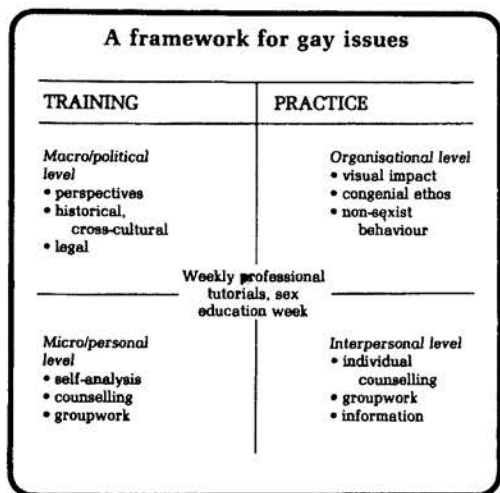 A framework for gay issues
TRAINING
PRACTICE
Macro/political
level
• perspectives
• historical,
cross-cultural
• legal
Organisational level
• visual impact
• congenial ethos
• non-sexist
behaviour
Weekly professional
tutorials, sex
education week
Micro/personal
level
• self-analysis
• counselling
• groupwork
Interpersonal level
• individual
counselling
• groupwork
• information